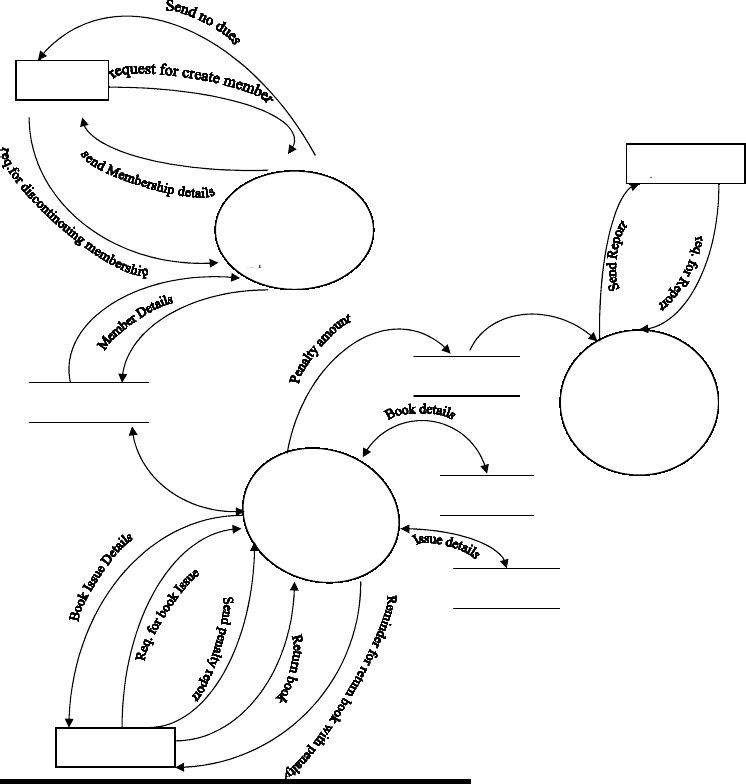 Send no dues
request for create member
send Membership details
req.for discontinouing membership
Member Details
Send Report
req. for Report
Penalty amount
Book details
Issue details
Book Issue Details
Req. for book Issue
Send penalty report
Return book
Reminder for return book with penalty